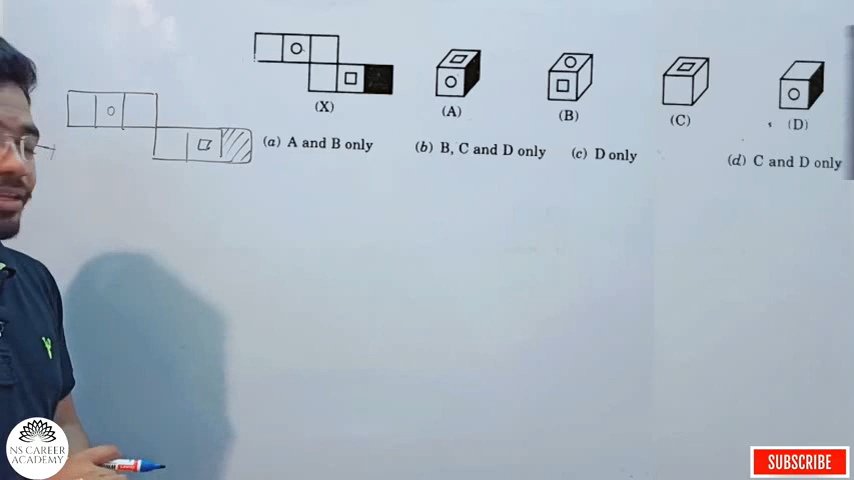 (X)
(A)
(B)
(C)
(D)
(a) A and B only
(b) B, C and D only
(c) D only
(d) C and D only
NS CAREER
ACADEMY
SUBSCRIBE